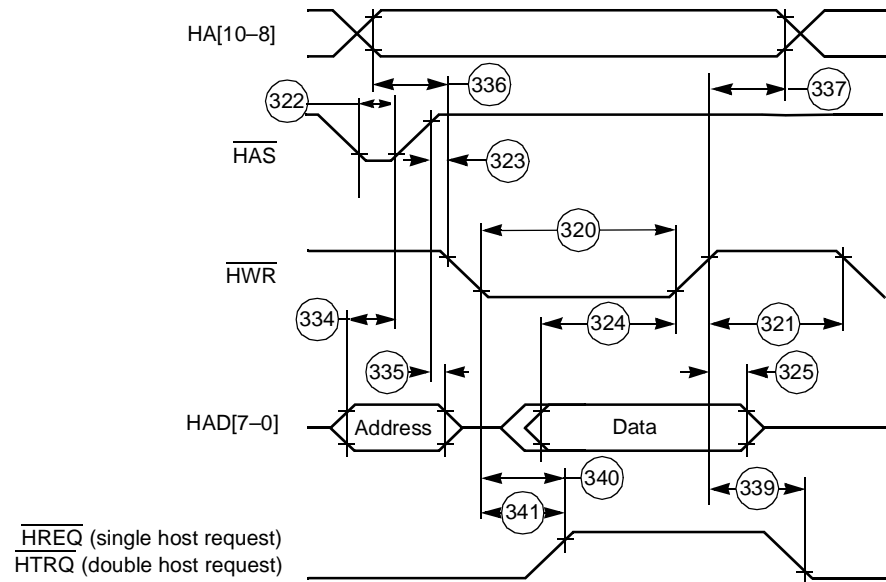 HA[10–8]
336
337
322
HAS
323
320
HWR
334
324
321
335
325
HAD[7–0]
Address
Data
340
341
339
HREQ (single host request)
HTRQ (double host request)